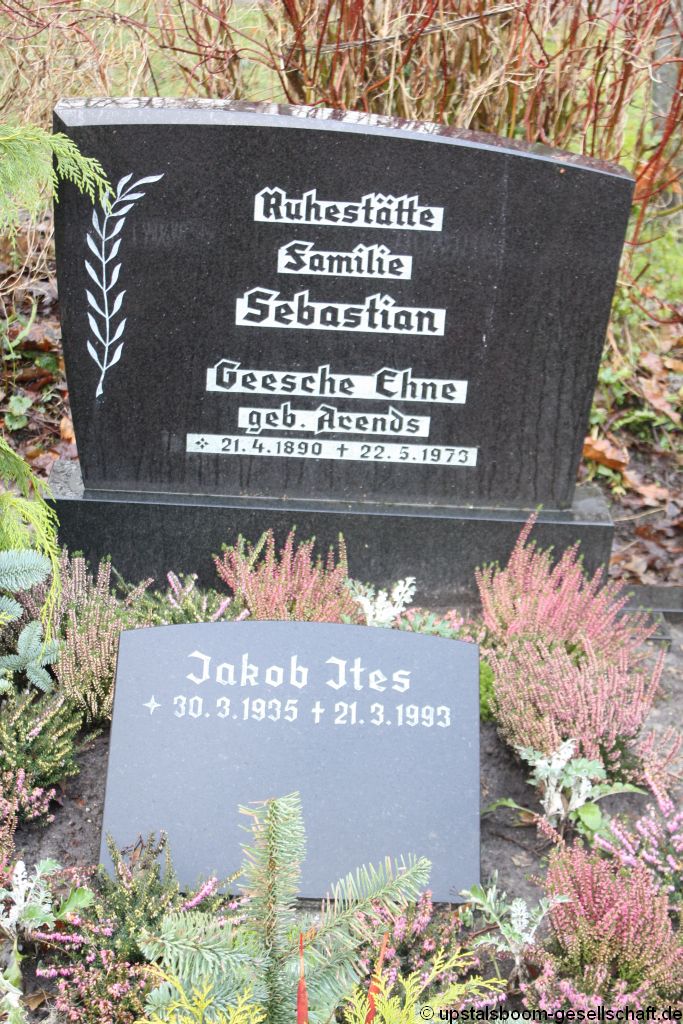 Ruhestätte
Familie
Sebastian
Geesche Ehne
geb. Arends
21.4.1890 ✝ 22.5.1973
Jakob Ites
30.3.1935 ✝ 21.3.1993
© upstalsboom-gesellschaft.de